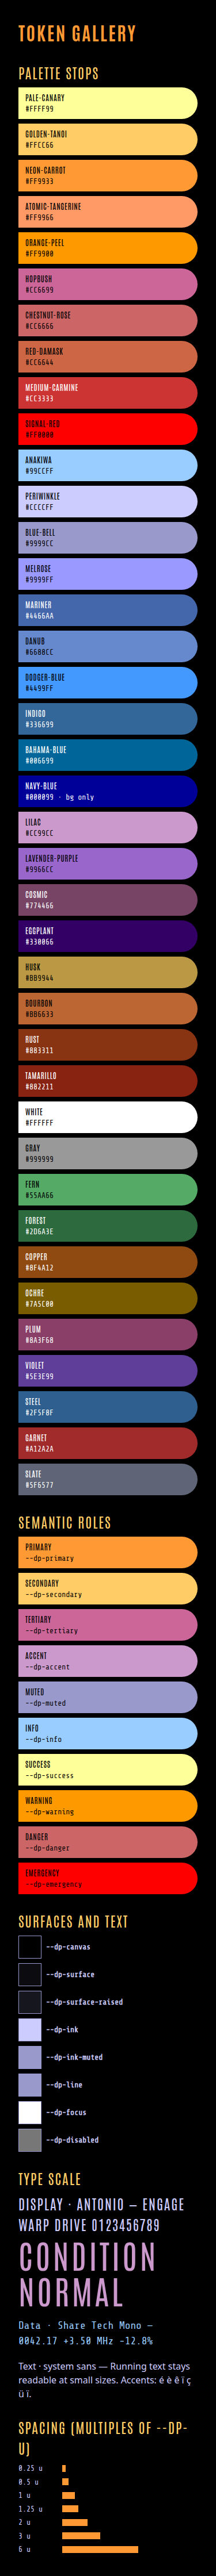 TOKEN GALLERY
PALETTE STOPS
PALE-CANARY
#FFFF99
GOLDEN-TANOI
#FFCC66
NEON-CARROT
#FF9933
ATOMIC-TANGERINE
#FF9966
ORANGE-PEEL
#FF9900
HOPBUSH
#CC6699
CHESTNUT-ROSE
#CC6666
RED-DAMASK
#CC6644
MEDIUM-CARMINE
#CC3333
SIGNAL-RED
#FF0000
ANAKIWA
#99CCFF
PERIWINKLE
#CCCCFF
BLUE-BELL
#9999CC
MELROSE
#9999FF
MARINER
#4466AA
DANUB
#6688CC
DODGER-BLUE
#4499FF
INDIGO
#336699
BAHAMA-BLUE
#006699
NAVY-BLUE
#000099 · bg only
LILAC
#CC99CC
LAVENDER-PURPLE
#9966CC
COSMIC
#774466
EGGPLANT
#330066
HUSK
#BB9944
BOURBON
#BB6633
RUST
#883311
TAMARILLO
#882211
WHITE
#FFFFFF
GRAY
#999999
FERN
#55AA66
FOREST
#2D6A3E
COPPER
#8F4A12
OCHRE
#7A5C00
PLUM
#8A3F68
VIOLET
#5E3E99
STEEL
#2F5F8F
GARNET
#A12A2A
SLATE
#5F6577
SEMANTIC ROLES
PRIMARY
--dp-primary
SECONDARY
--dp-secondary
TERTIARY
--dp-tertiary
ACCENT
--dp-accent
MUTED
--dp-muted
INFO
--dp-info
SUCCESS
--dp-success
WARNING
--dp-warning
DANGER
--dp-danger
EMERGENCY
--dp-emergency
SURFACES AND TEXT
--dp-canvas
--dp-surface
--dp-surface-raised
--dp-ink
--dp-ink-muted
--dp-line
--dp-focus
--dp-disabled
TYPE SCALE
DISPLAY · ANTONIO — ENGAGE
WARP DRIVE 0123456789
CONDITION
NORMAL
Data · Share Tech Mono —
0042.17 +3.50 MHz −12.8%
Text · system sans — Running text stays
readable at small sizes. Accents: é è ê ï ç
ü ï.
SPACING (MULTIPLES OF --DP-
U)
0.25 u
0.5 u
1 u
1.25 u
2 u
3 u
6 u